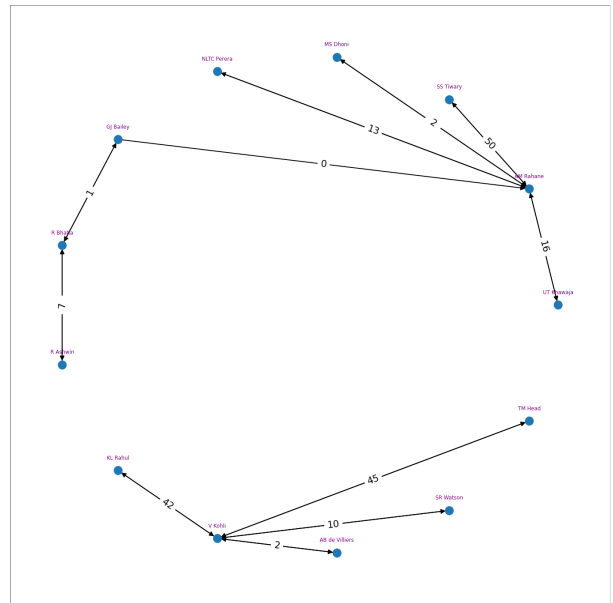 MS Dhoni
NLTC Perera
SS Tiwary
2
13
GJ Bailey
50
0
AM Rahane
1
R Bhatia
16
UT Khawaja
7
R Ashwin
TM Head
KL Rahul
45
42
SR Watson
10
V Kohli
2
AB de Villiers